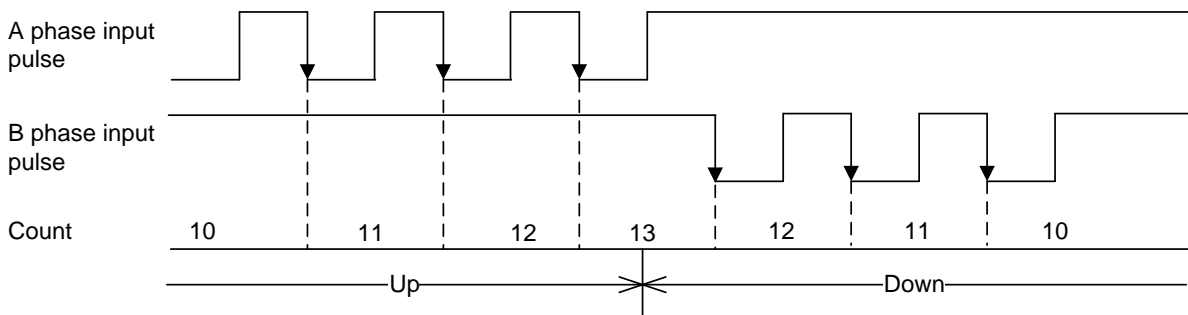 A phase input
pulse
B phase input
pulse
Count 10 11 12 13 12 11 10
Up Down